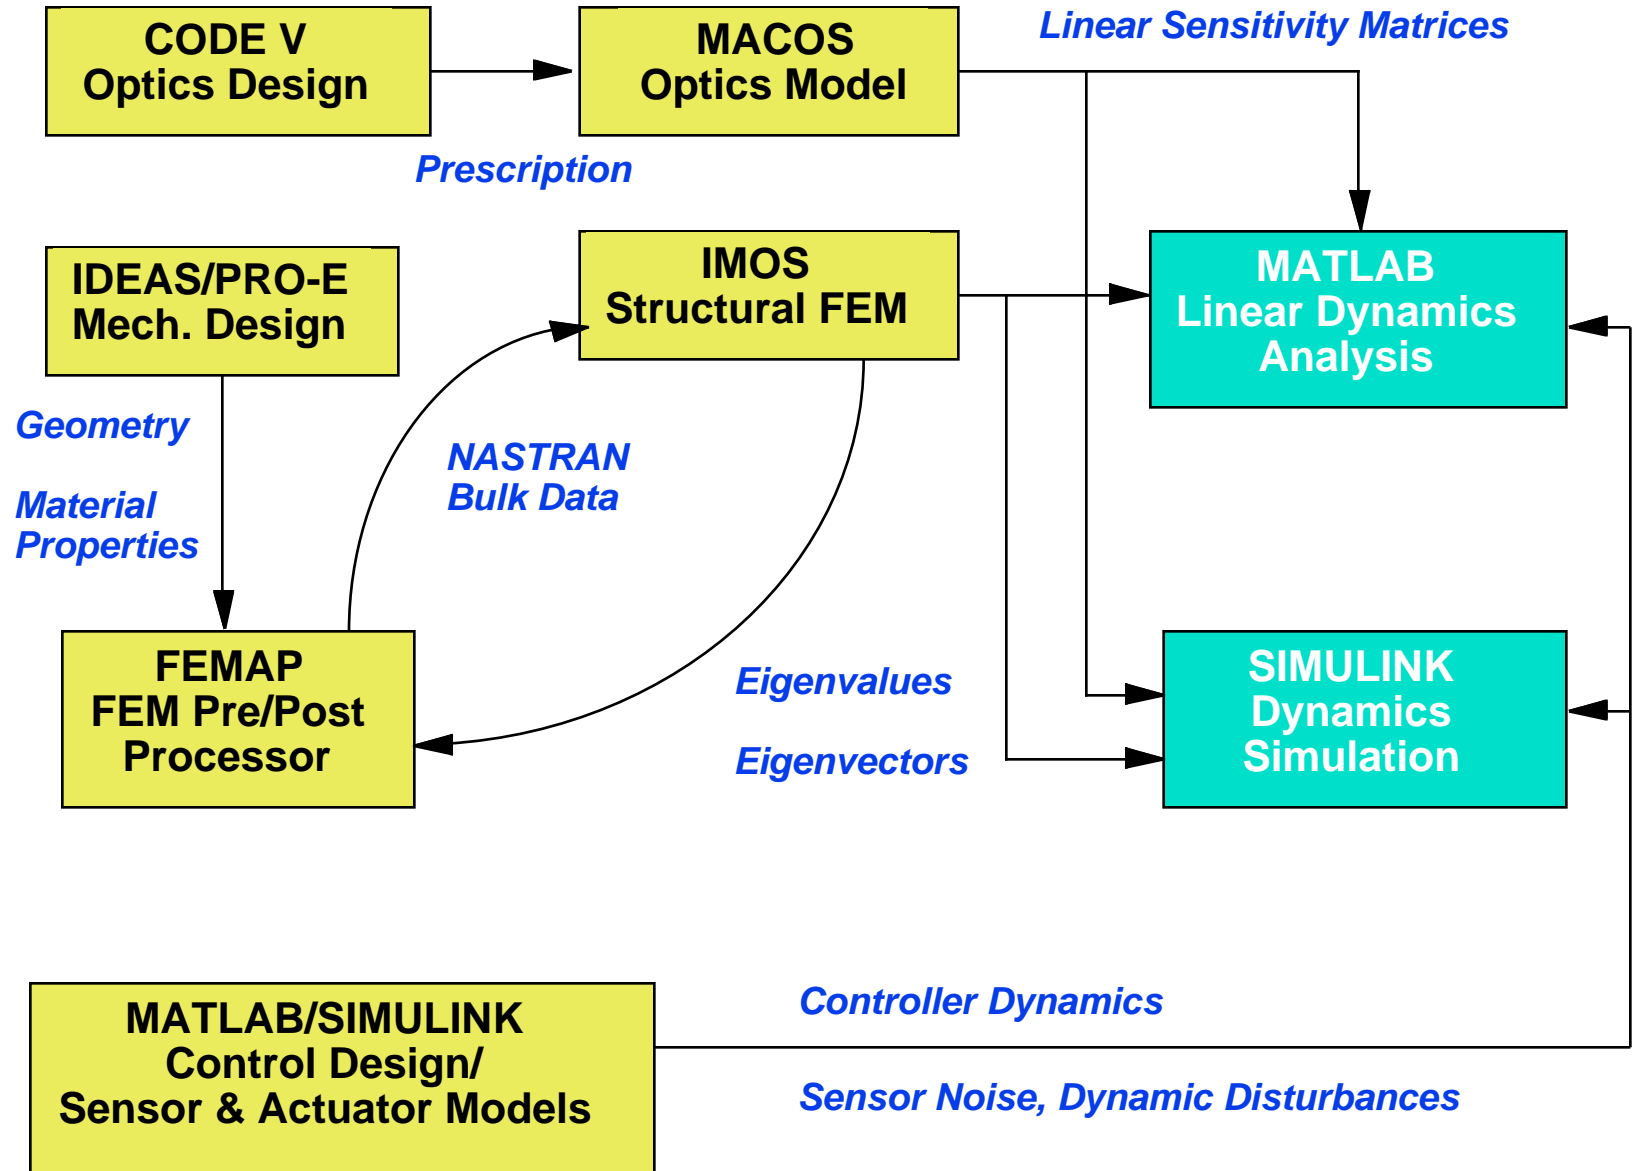 CODE V
Optics Design
MACOS
Optics Model
Linear Sensitivity Matrices
Prescription
IDEAS/PRO-E
Mech. Design
IMOS
Structural FEM
MATLAB
Linear Dynamics
Analysis
Geometry
Material
Properties
NASTRAN
Bulk Data
FEMAP
FEM Pre/Post
Processor
Eigenvalues
Eigenvectors
SIMULINK
Dynamics
Simulation
MATLAB/SIMULINK
Control Design/
Sensor & Actuator Models
Controller Dynamics
Sensor Noise, Dynamic Disturbances